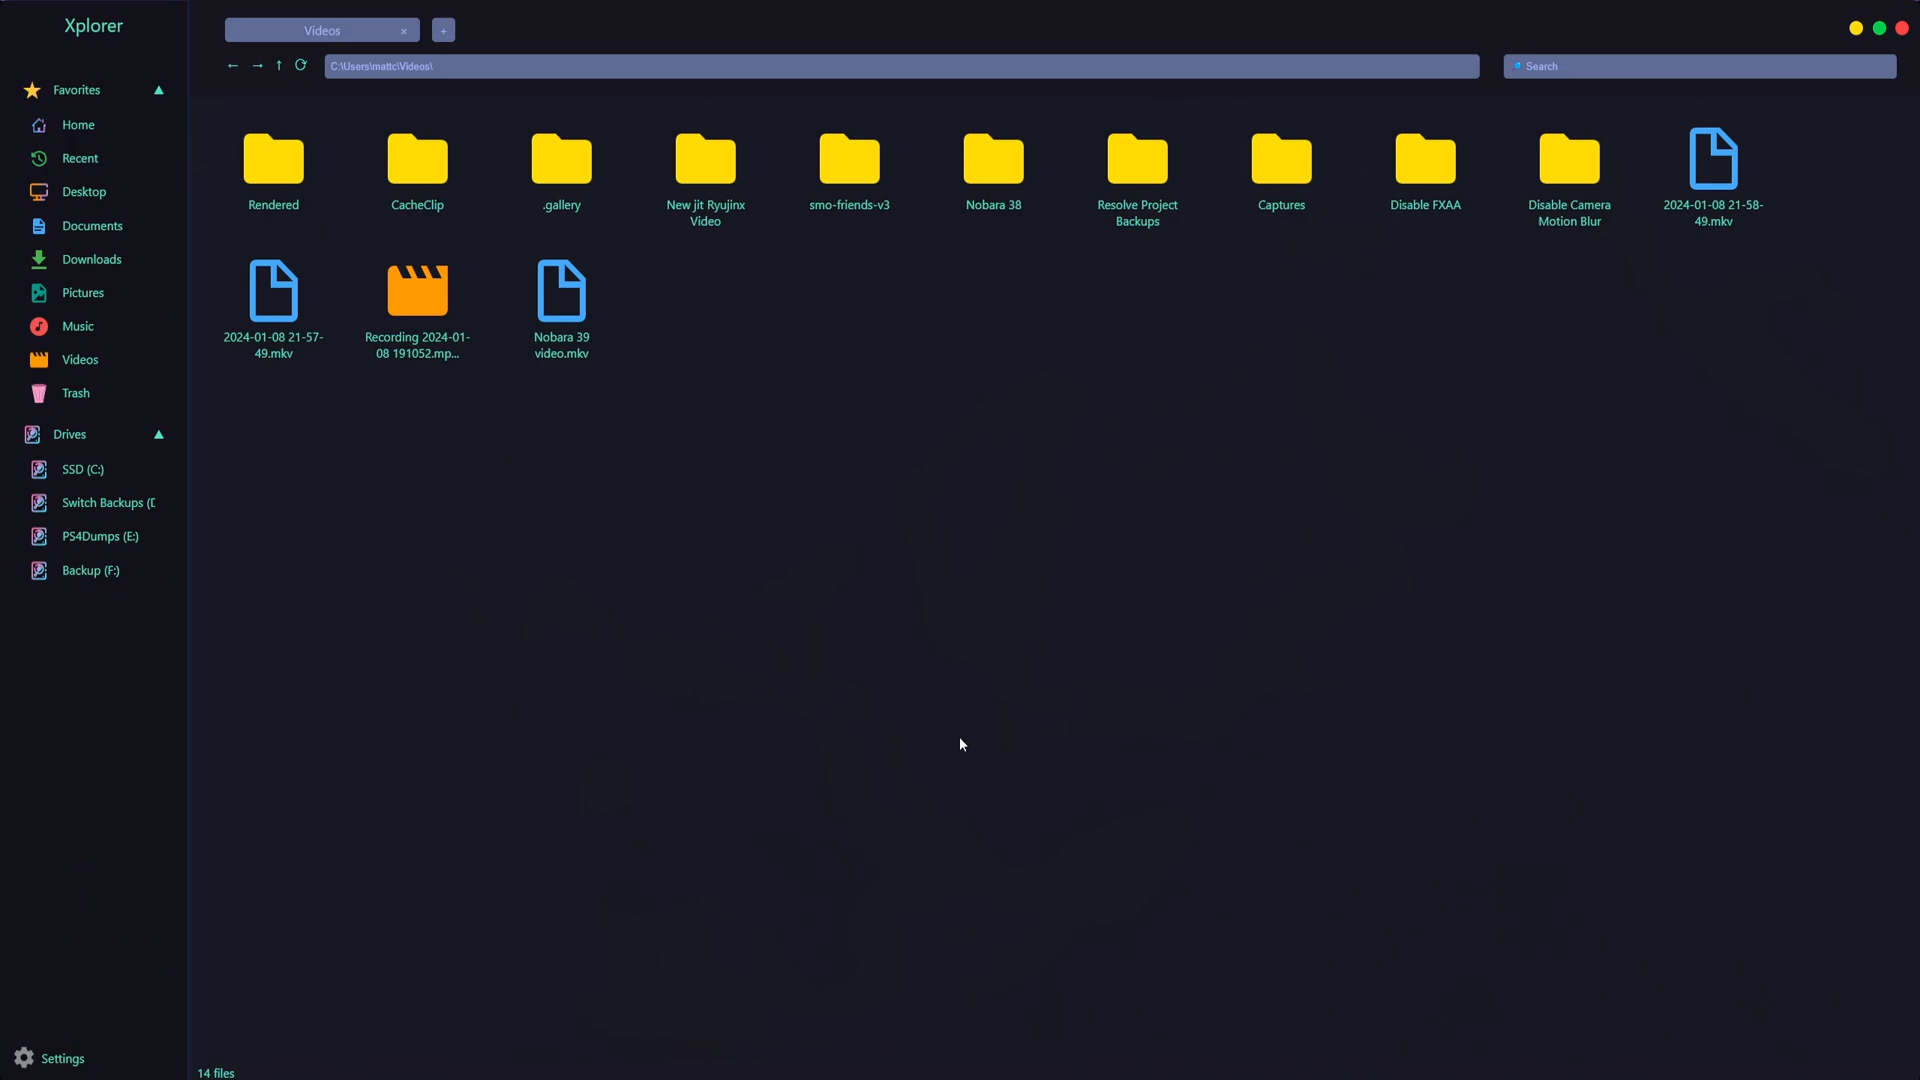 Xplorer
Videos ×
+
← → ↑
C:\Users\mattc\Videos\
Search
Favorites ▲
Home
Recent
Desktop
Documents
Downloads
Pictures
Music
Videos
Trash
Drives ▲
SSD (C:)
Switch Backups (
PS4Dumps (E:)
Backup (F:)
Settings
Rendered
CacheClip
.gallery
New jit Ryujinx
Video
smo-friends-v3
Nobara 38
Resolve Project
Backups
Captures
Disable FXAA
Disable Camera
Motion Blur
2024-01-08 21-58-
49.mkv
2024-01-08 21-57-
49.mkv
Recording 2024-01-
08 191052.mp...
Nobara 39
video.mkv
14 files